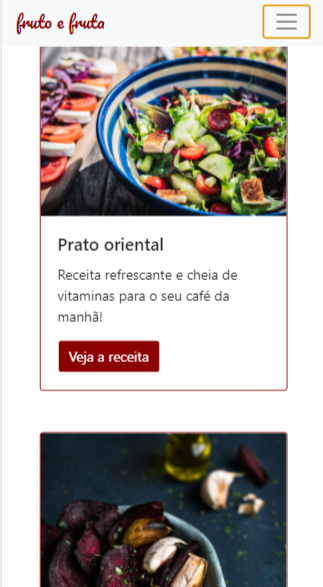 fruto e fruta
Prato oriental
Receita refrescante e cheia de
vitaminas para o seu café da
manhã!
Veja a receita